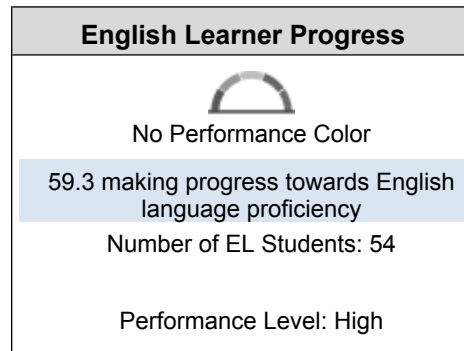 English Learner Progress
No Performance Color
59.3 making progress towards English
language proficiency
Number of EL Students: 54
Performance Level: High